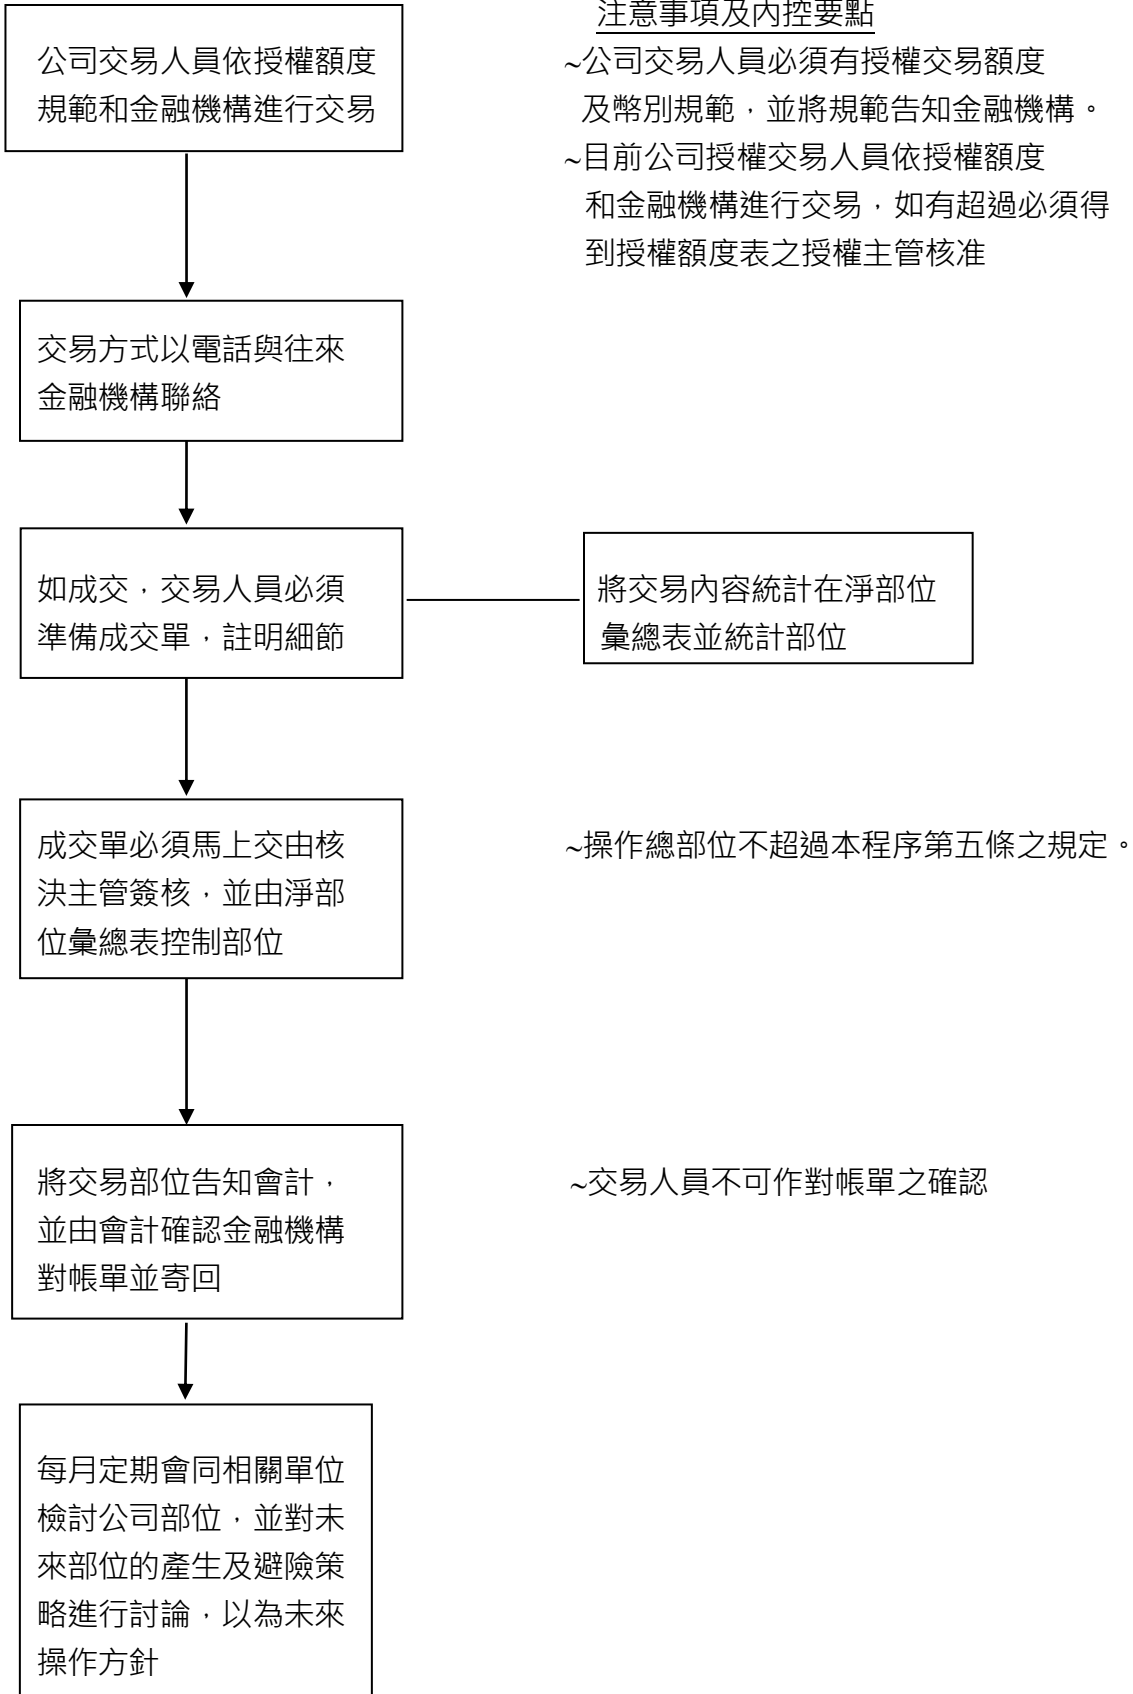 注意事項及內控要點
公司交易人員依授權額度
規範和金融機構進行交易
~公司交易人員必須有授權交易額度
及幣別規範，並將規範告知金融機構。
~目前公司授權交易人員依授權額度
和金融機構進行交易，如有超過必須得
到授權額度表之授權主管核准
交易方式以電話與往來
金融機構聯絡
如成交，交易人員必須
準備成交單，註明細節
將交易內容統計在淨部位
彙總表並統計部位
成交單必須馬上交由核
決主管簽核，並由淨部
位彙總表控制部位
~操作總部位不超過本程序第五條之規定。
將交易部位告知會計，
並由會計確認金融機構
對帳單並寄回
~交易人員不可作對帳單之確認
每月定期會同相關單位
檢討公司部位，並對未
來部位的產生及避險策
略進行討論，以為未來
操作方針